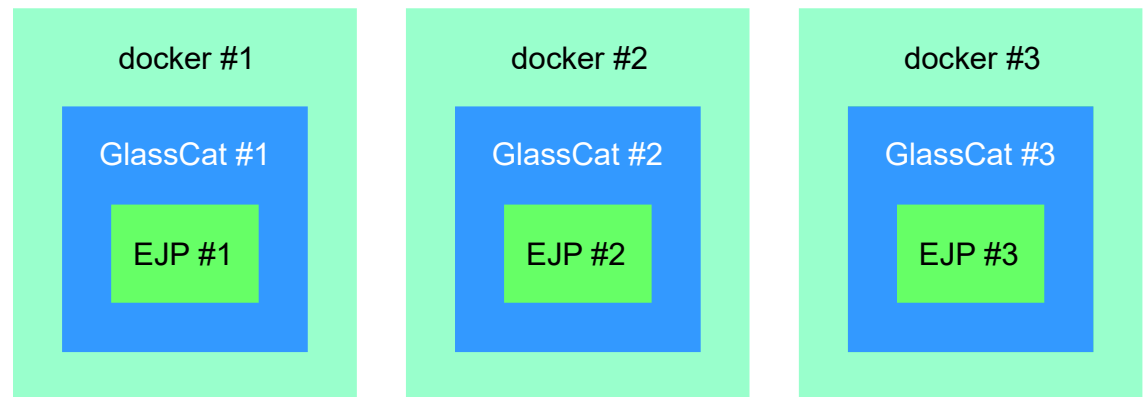 docker #1
GlassCat #1
EJP #1
docker #2
GlassCat #2
EJP #2
docker #3
GlassCat #3
EJP #3